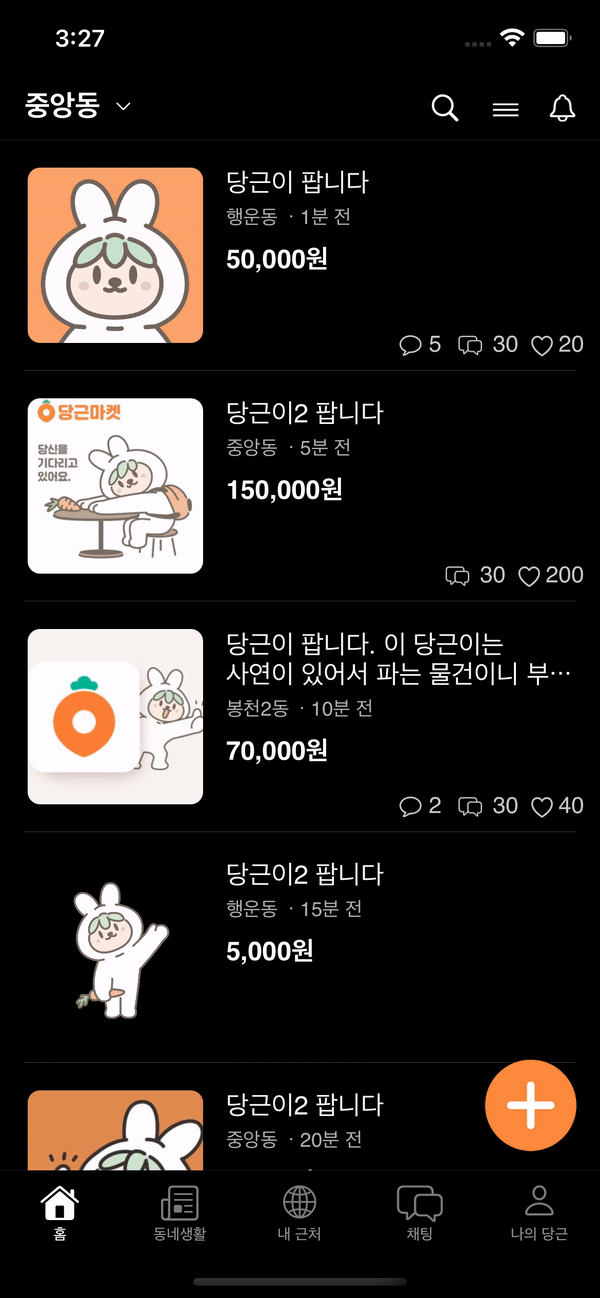 3:27
중앙동
당근이 팝니다
행운동 · 1분 전
50,000원
5 30 20
당근마켓
당신을
기다리고
있어요.
당근이2 팝니다
중앙동 · 5분 전
150,000원
30 200
당근이 팝니다. 이 당근이는
사연이 있어서 파는 물건이니 부…
봉천2동 · 10분 전
70,000원
2 30 40
당근이2 팝니다
행운동 · 15분 전
5,000원
당근이2 팝니다
중앙동 · 20분 전
홈 동네생활 내 근처 채팅 나의 당근